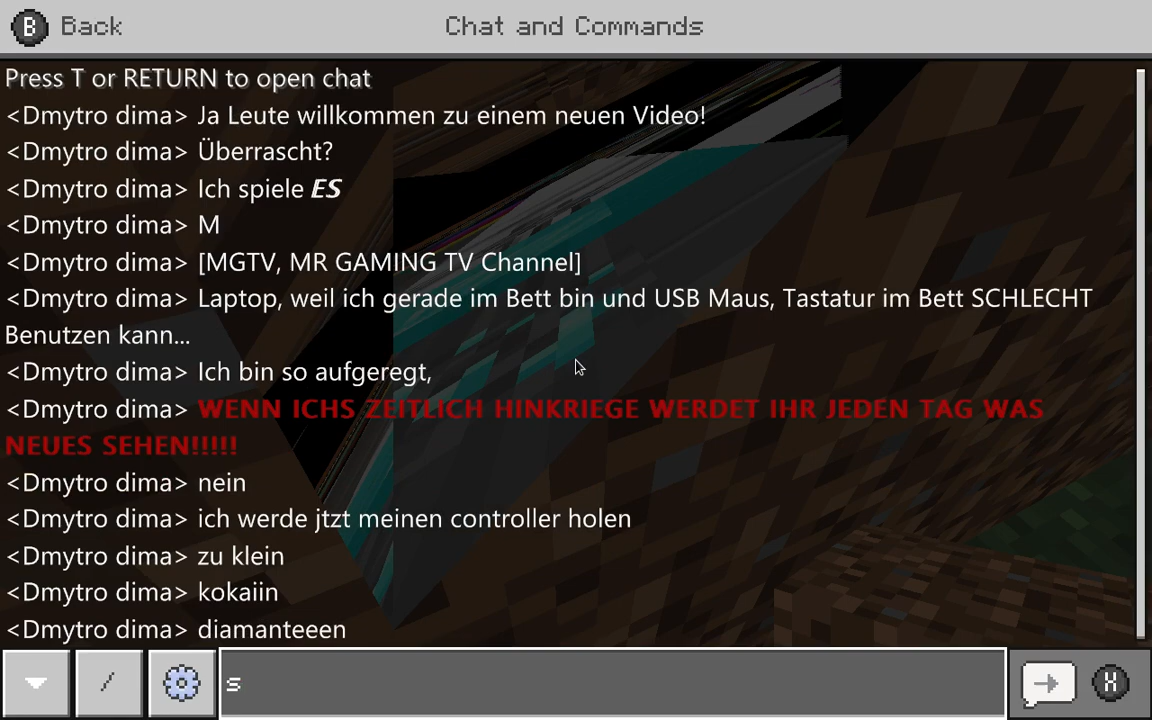 B Back
Chat and Commands
Press T or RETURN to open chat
<Dmytro dima> Ja Leute willkommen zu einem neuen Video!
<Dmytro dima> Überrascht?
<Dmytro dima> Ich spiele ES
<Dmytro dima> M
<Dmytro dima> [MGTV, MR GAMING TV Channel]
<Dmytro dima> Laptop, weil ich gerade im Bett bin und USB Maus, Tastatur im Bett SCHLECHT
Benutzen kann...
<Dmytro dima> Ich bin so aufgeregt,
<Dmytro dima> WENN ICHS ZEITLICH HINKRIEGE WERDET IHR JEDEN TAG WAS
NEUES SEHEN!!!!!
<Dmytro dima> nein
<Dmytro dima> ich werde jtzt meinen controller holen
<Dmytro dima> zu klein
<Dmytro dima> kokaiin
<Dmytro dima> diamanteeen
/ s X